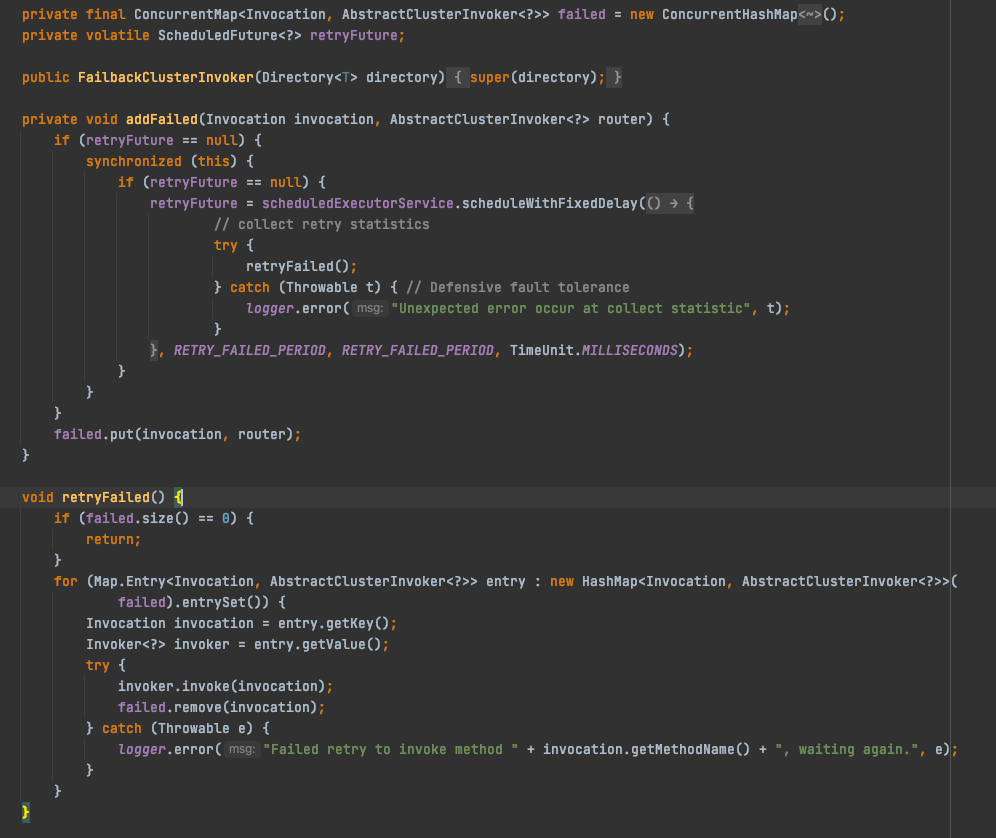 private final ConcurrentMap<Invocation, AbstractClusterInvoker<?>> failed = new ConcurrentHashMap<~>();
private volatile ScheduledFuture<?> retryFuture;

public FailbackClusterInvoker(Directory<T> directory) { super(directory); }

private void addFailed(Invocation invocation, AbstractClusterInvoker<?> router) {
    if (retryFuture == null) {
        synchronized (this) {
            if (retryFuture == null) {
                retryFuture = scheduledExecutorService.scheduleWithFixedDelay(() → {
                        // collect retry statistics
                        try {
                            retryFailed();
                        } catch (Throwable t) { // Defensive fault tolerance
                            logger.error( msg: "Unexpected error occur at collect statistic", t);
                        }
                }, RETRY_FAILED_PERIOD, RETRY_FAILED_PERIOD, TimeUnit.MILLISECONDS);
            }
        }
    }
    failed.put(invocation, router);
}

void retryFailed() {
    if (failed.size() == 0) {
        return;
    }
    for (Map.Entry<Invocation, AbstractClusterInvoker<?>> entry : new HashMap<Invocation, AbstractClusterInvoker<?>>(
            failed).entrySet()) {
        Invocation invocation = entry.getKey();
        Invoker<?> invoker = entry.getValue();
        try {
            invoker.invoke(invocation);
            failed.remove(invocation);
        } catch (Throwable e) {
            logger.error( msg: "Failed retry to invoke method " + invocation.getMethodName() + ", waiting again.", e);
        }
    }
}